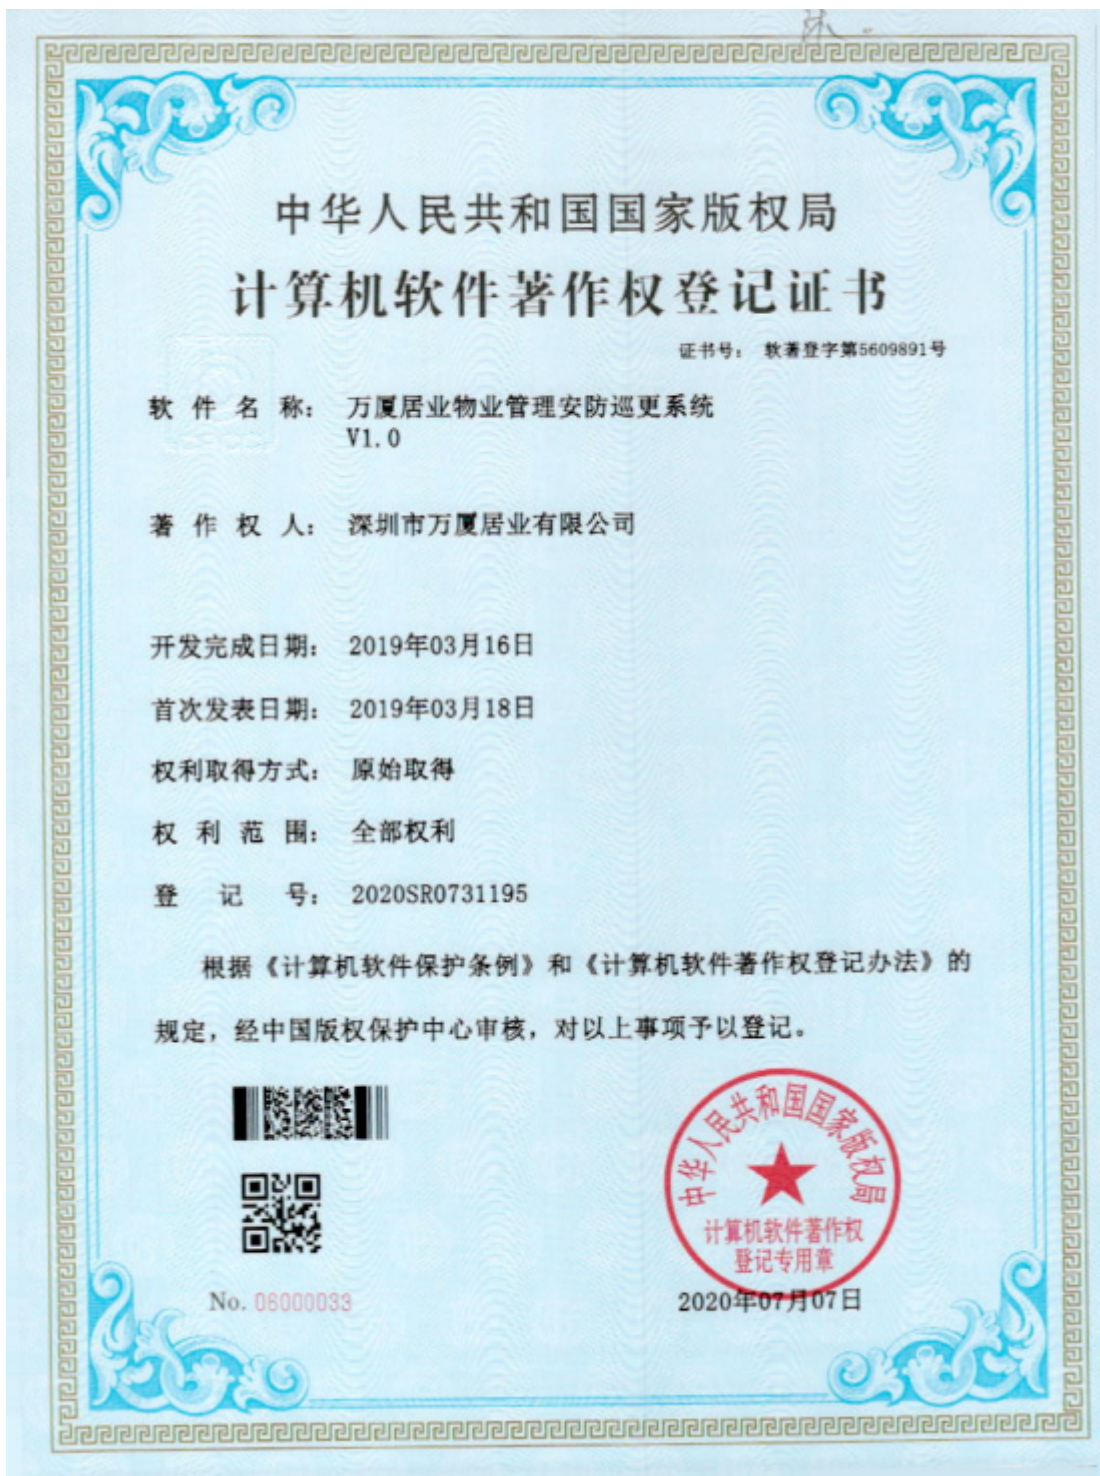 中华人民共和国国家版权局
计算机软件著作权登记证书
证书号： 软著登字第5609891号
软件名称： 万厦居业物业管理安防巡更系统
V1.0
著作权人： 深圳市万厦居业有限公司
开发完成日期： 2019年03月16日
首次发表日期： 2019年03月18日
权利取得方式： 原始取得
权利范围： 全部权利
登记号： 2020SR0731195
根据《计算机软件保护条例》和《计算机软件著作权登记办法》的
规定，经中国版权保护中心审核，对以上事项予以登记。
中华人民共和国国家版权局
计算机软件著作权
登记专用章
No. 06000033
2020年07月07日